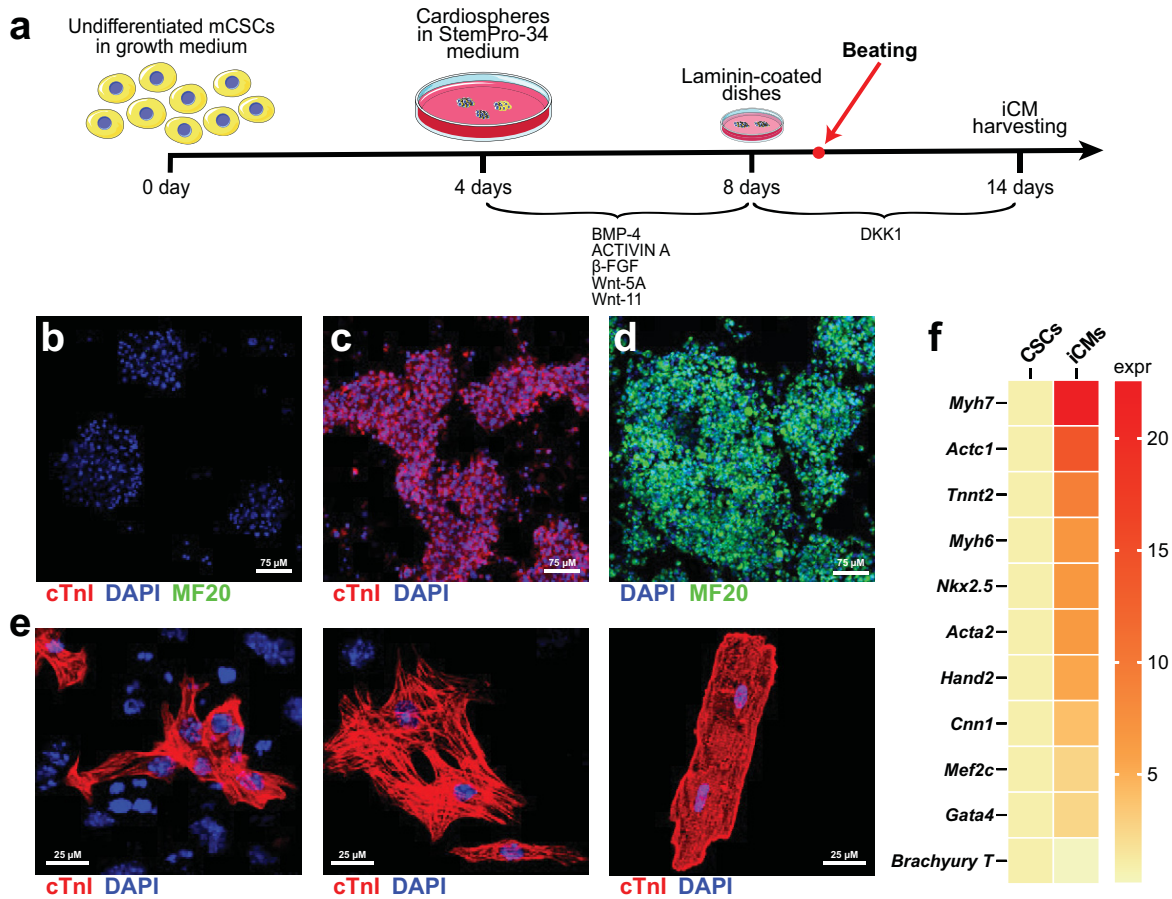 a
Undifferentiated mCSCs
in growth medium
Cardiospheres
in StemPro-34
medium
Laminin-coated
dishes
Beating
iCM
harvesting
0 day
4 days
8 days
14 days
BMP-4
ACTIVIN A
β-FGF
Wnt-5A
Wnt-11
DKK1
b
75 µM
cTnI DAPI MF20
c
75 µM
cTnI DAPI
d
75 µM
DAPI MF20
e
25 µM
cTnI DAPI
25 µM
cTnI DAPI
25 µM
cTnI DAPI
f
CSCs
iCMs
expr
Myh7
Actc1
Tnnt2
Myh6
Nkx2.5
Acta2
Hand2
Cnn1
Mef2c
Gata4
Brachyury T
20
15
10
5
0